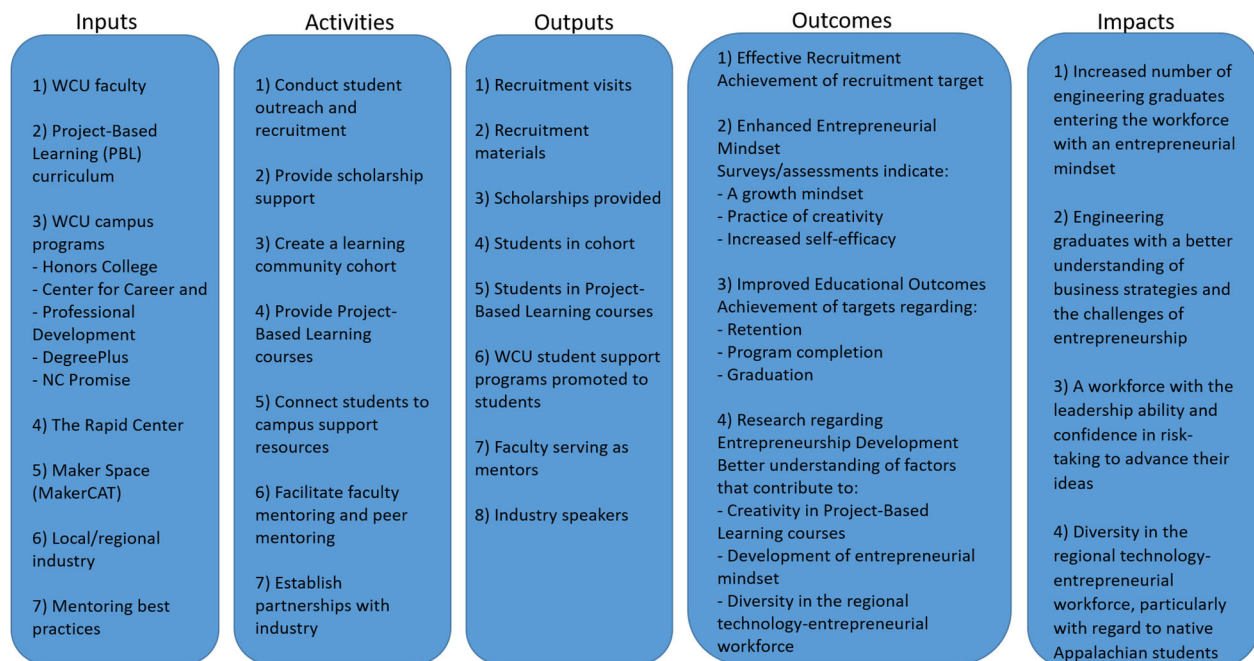 Inputs
1) WCU faculty
2) Project-Based
Learning (PBL)
curriculum
3) WCU campus
programs
- Honors College
- Center for Career and
- Professional
Development
- DegreePlus
- NC Promise
4) The Rapid Center
5) Maker Space
(MakerCAT)
6) Local/regional
industry
7) Mentoring best
practices
Activities
1) Conduct student
outreach and
recruitment
2) Provide scholarship
support
3) Create a learning
community cohort
4) Provide Project-
Based Learning
courses
5) Connect students to
campus support
resources
6) Facilitate faculty
mentoring and peer
mentoring
7) Establish
partnerships with
industry
Outputs
1) Recruitment visits
2) Recruitment
materials
3) Scholarships provided
4) Students in cohort
5) Students in Project-
Based Learning courses
6) WCU student support
programs promoted to
students
7) Faculty serving as
mentors
8) Industry speakers
Outcomes
1) Effective Recruitment
Achievement of recruitment target
2) Enhanced Entrepreneurial
Mindset
Surveys/assessments indicate:
- A growth mindset
- Practice of creativity
- Increased self-efficacy
3) Improved Educational Outcomes
Achievement of targets regarding:
- Retention
- Program completion
- Graduation
4) Research regarding
Entrepreneurship Development
Better understanding of factors
that contribute to:
- Creativity in Project-Based
Learning courses
- Development of entrepreneurial
mindset
- Diversity in the regional
technology-entrepreneurial
workforce
Impacts
1) Increased number of
engineering graduates
entering the workforce
with an entrepreneurial
mindset
2) Engineering
graduates with a better
understanding of
business strategies and
the challenges of
entrepreneurship
3) A workforce with the
leadership ability and
confidence in risk-
taking to advance their
ideas
4) Diversity in the
regional technology-
entrepreneurial
workforce, particularly
with regard to native
Appalachian students